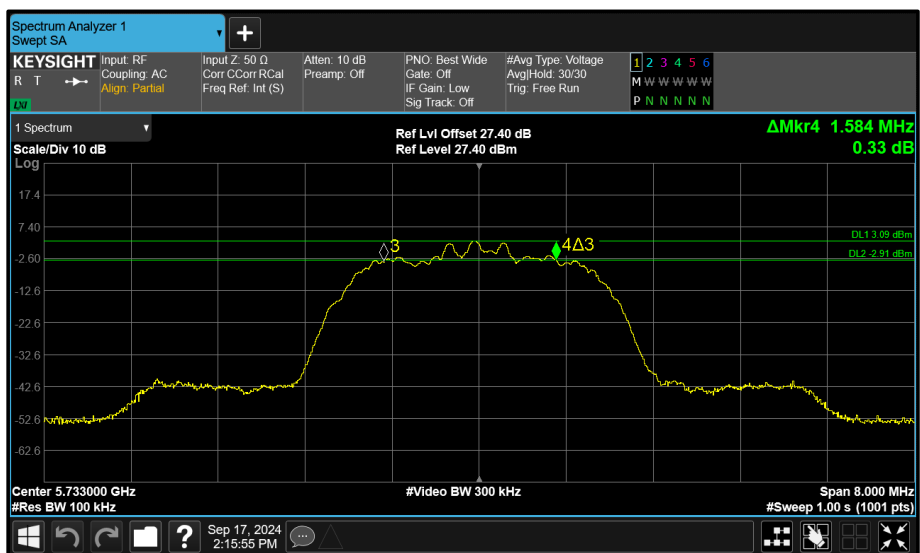 Spectrum Analyzer 1
Swept SA
+
KEYSIGHT
R T
LXI
Input: RF
Coupling: AC
Align: Partial
Input Z: 50 Ω
Corr CCorr RCal
Freq Ref: Int (S)
Atten: 10 dB
Preamp: Off
PNO: Best Wide
Gate: Off
IF Gain: Low
Sig Track: Off
#Avg Type: Voltage
Avg|Hold: 30/30
Trig: Free Run
1 2 3 4 5 6
M W W W W W
P N N N N N
1 Spectrum
Scale/Div 10 dB
Ref Lvl Offset 27.40 dB
Ref Level 27.40 dBm
ΔMkr4 1.584 MHz
0.33 dB
Log
17.4
7.40
-2.60
-12.6
-22.6
-32.6
-42.6
-52.6
-62.6
DL1 3.09 dBm
DL2 -2.91 dBm
3
4Δ3
Center 5.733000 GHz
#Res BW 100 kHz
#Video BW 300 kHz
Span 8.000 MHz
#Sweep 1.00 s (1001 pts)
?
Sep 17, 2024
2:15:55 PM